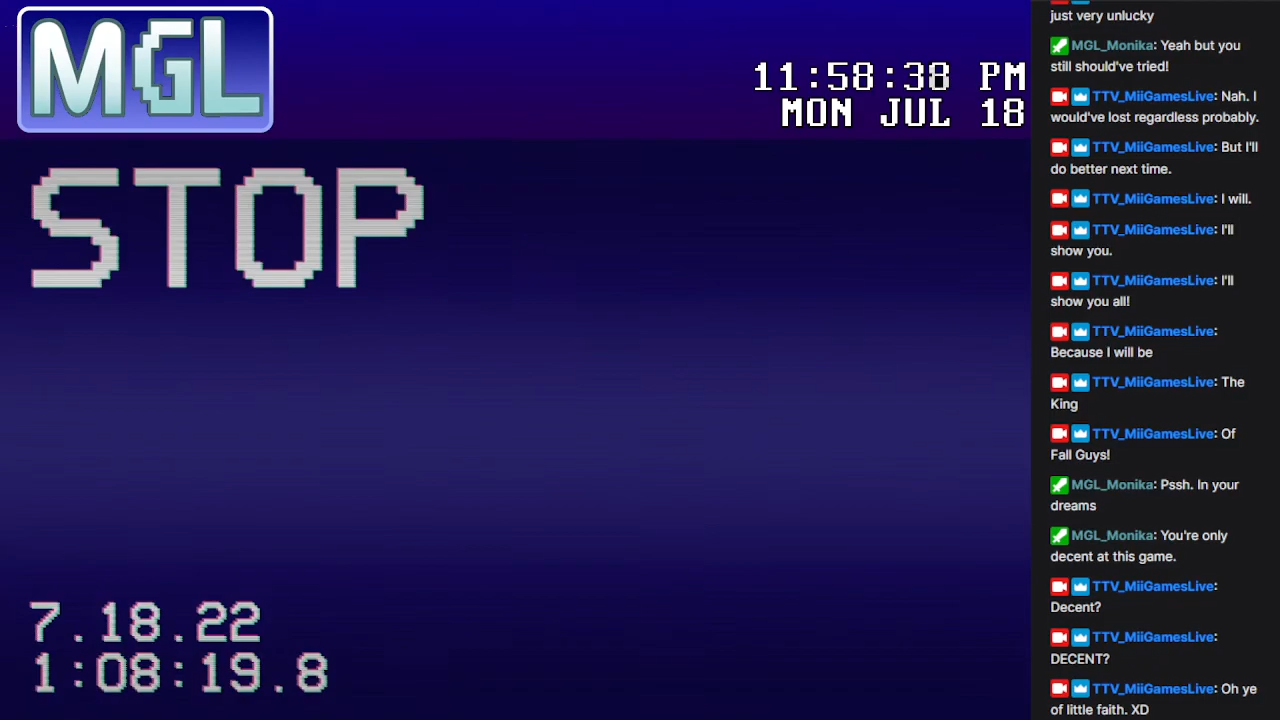 MGL
11:58:38 PM
MON JUL 18
STOP
7.18.22
1:08:19.8
just very unlucky
MGL_Monika: Yeah but you
still should've tried!
TTV_MiiGamesLive: Nah. I
would've lost regardless probably.
TTV_MiiGamesLive: But I'll
do better next time.
TTV_MiiGamesLive: I will.
TTV_MiiGamesLive: I'll
show you.
TTV_MiiGamesLive: I'll
show you all!
TTV_MiiGamesLive:
Because I will be
TTV_MiiGamesLive: The
King
TTV_MiiGamesLive: Of
Fall Guys!
MGL_Monika: Pssh. In your
dreams
MGL_Monika: You're only
decent at this game.
TTV_MiiGamesLive:
Decent?
TTV_MiiGamesLive:
DECENT?
TTV_MiiGamesLive: Oh ye
of little faith. XD